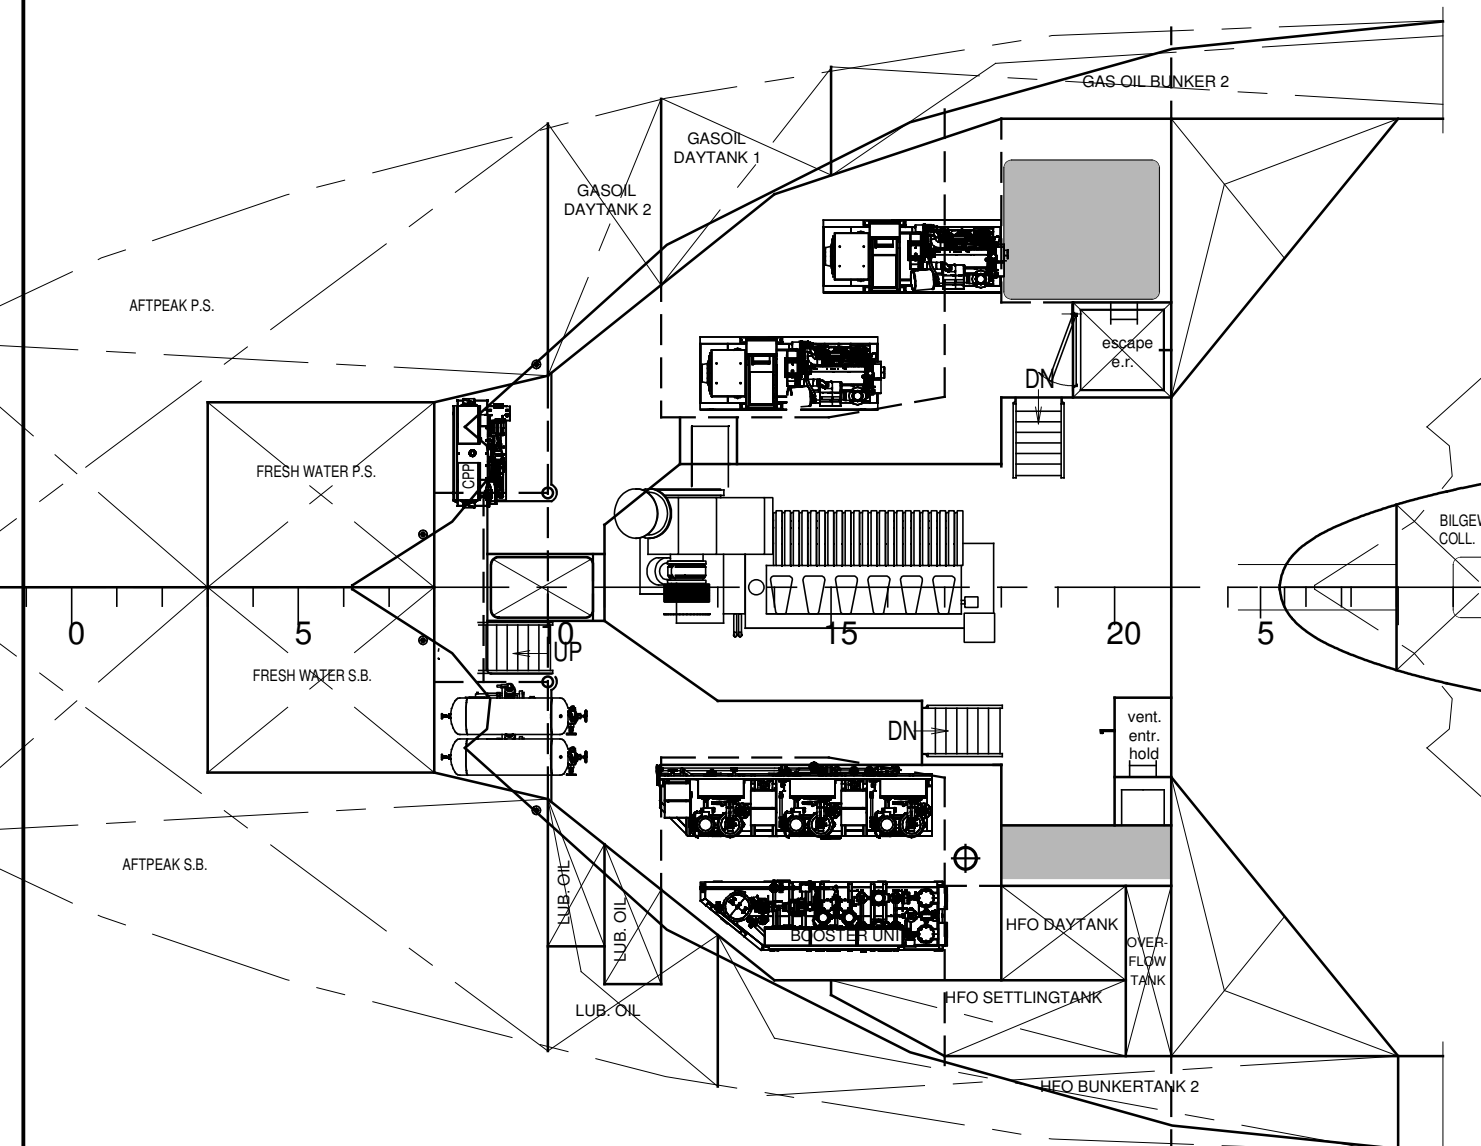 GAS OIL BUNKER 2
GASOIL
DAYTANK 1
GASOIL
DAYTANK 2
AFTPEAK P.S.
escape
e.r.
DN
FRESH WATER P.S.
CPP
BILGEW
COLL.
0
5
10
15
20
5
UP
FRESH WATER S.B.
DN
vent.
entr.
hold
AFTPEAK S.B.
LUB. OIL
LUB. OIL
BOOSTER UNIT
HFO DAYTANK
OVER-
FLOW
TANK
HFO SETTLINGTANK
LUB. OIL
HFO BUNKERTANK 2